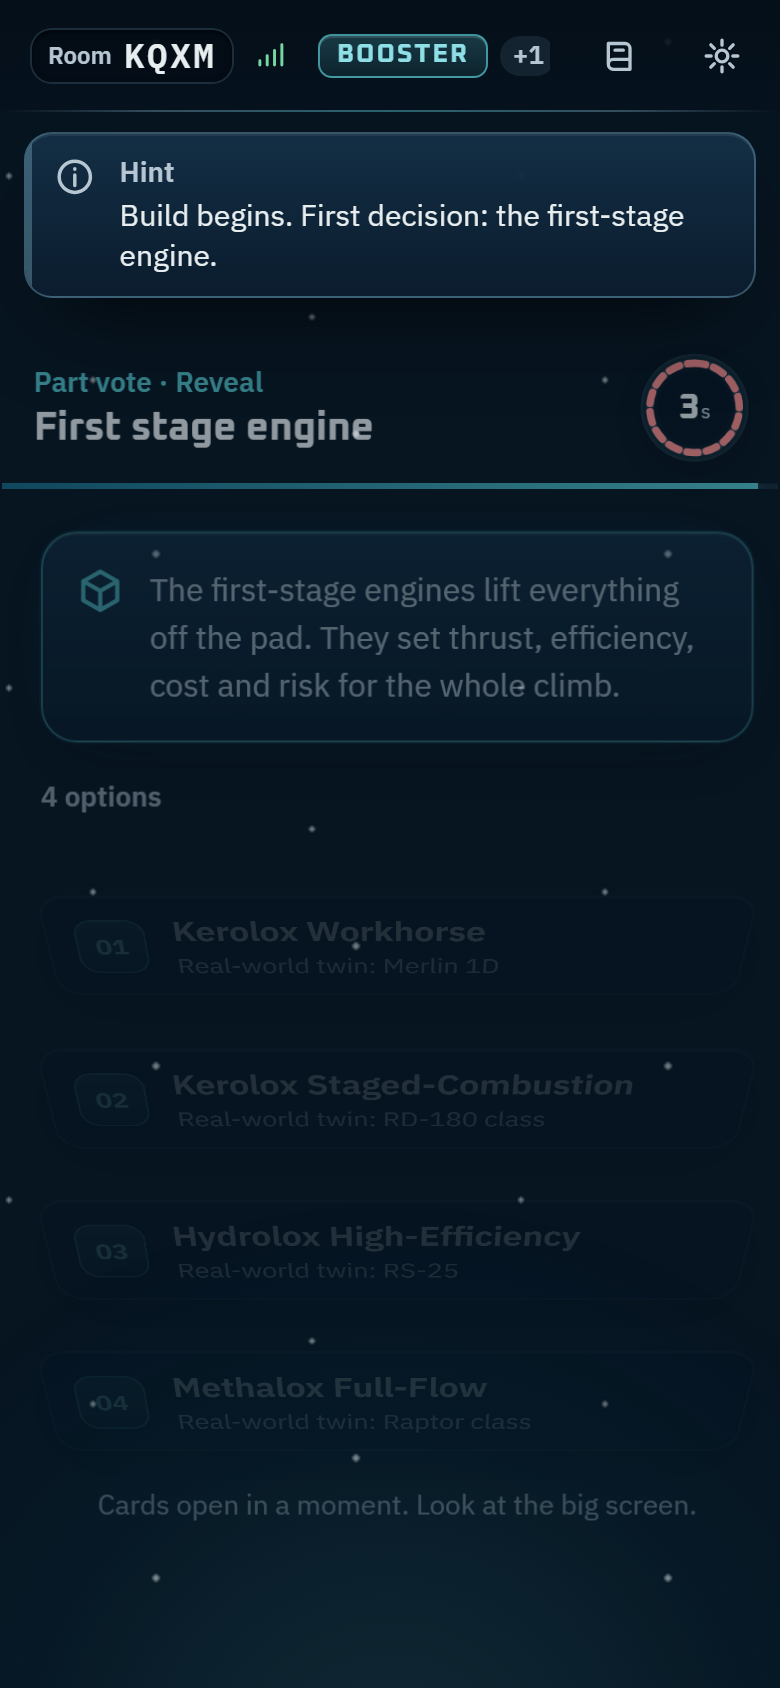 Room KQXM BOOSTER +1
Hint
Build begins. First decision: the first-stage
engine.
Part vote · Reveal
First stage engine
3s
The first-stage engines lift everything
off the pad. They set thrust, efficiency,
cost and risk for the whole climb.
4 options
01
Kerolox Workhorse
Real-world twin: Merlin 1D
02
Kerolox Staged-Combustion
Real-world twin: RD-180 class
03
Hydrolox High-Efficiency
Real-world twin: RS-25
04
Methalox Full-Flow
Real-world twin: Raptor class
Cards open in a moment. Look at the big screen.